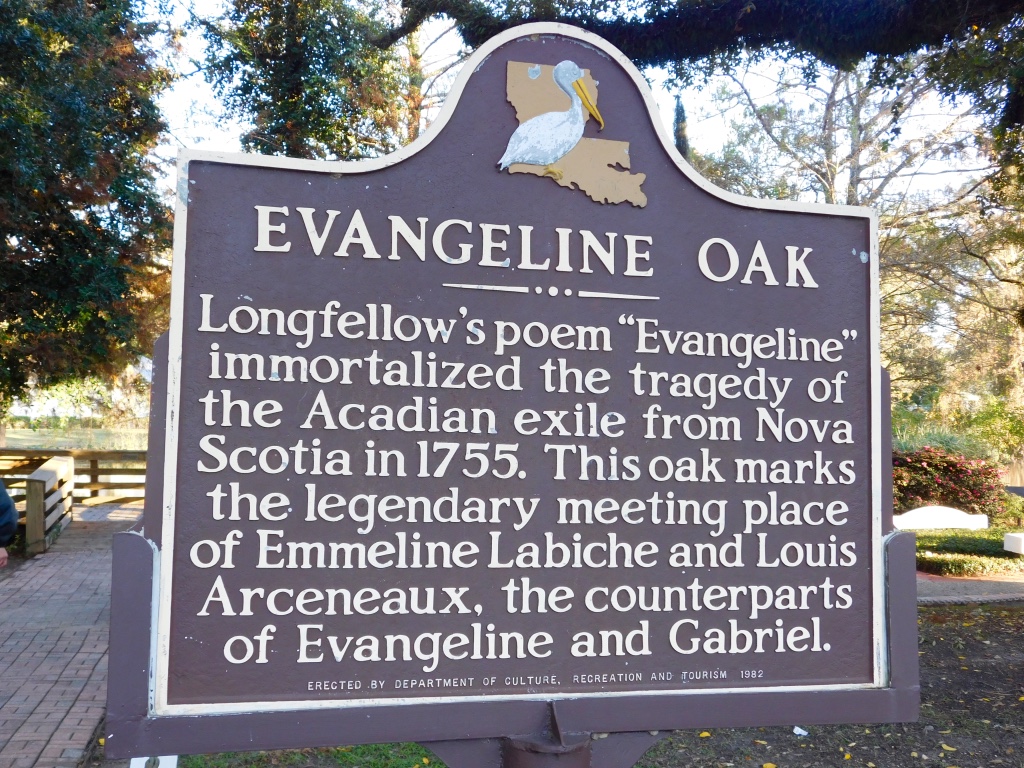 EVANGELINE OAK
Longfellow's poem "Evangeline"
immortalized the tragedy of
the Acadian exile from Nova
Scotia in 1755. This oak marks
the legendary meeting place
of Emmeline Labiche and Louis
Arceneaux, the counterparts
of Evangeline and Gabriel.
ERECTED BY DEPARTMENT OF CULTURE, RECREATION AND TOURISM 1982